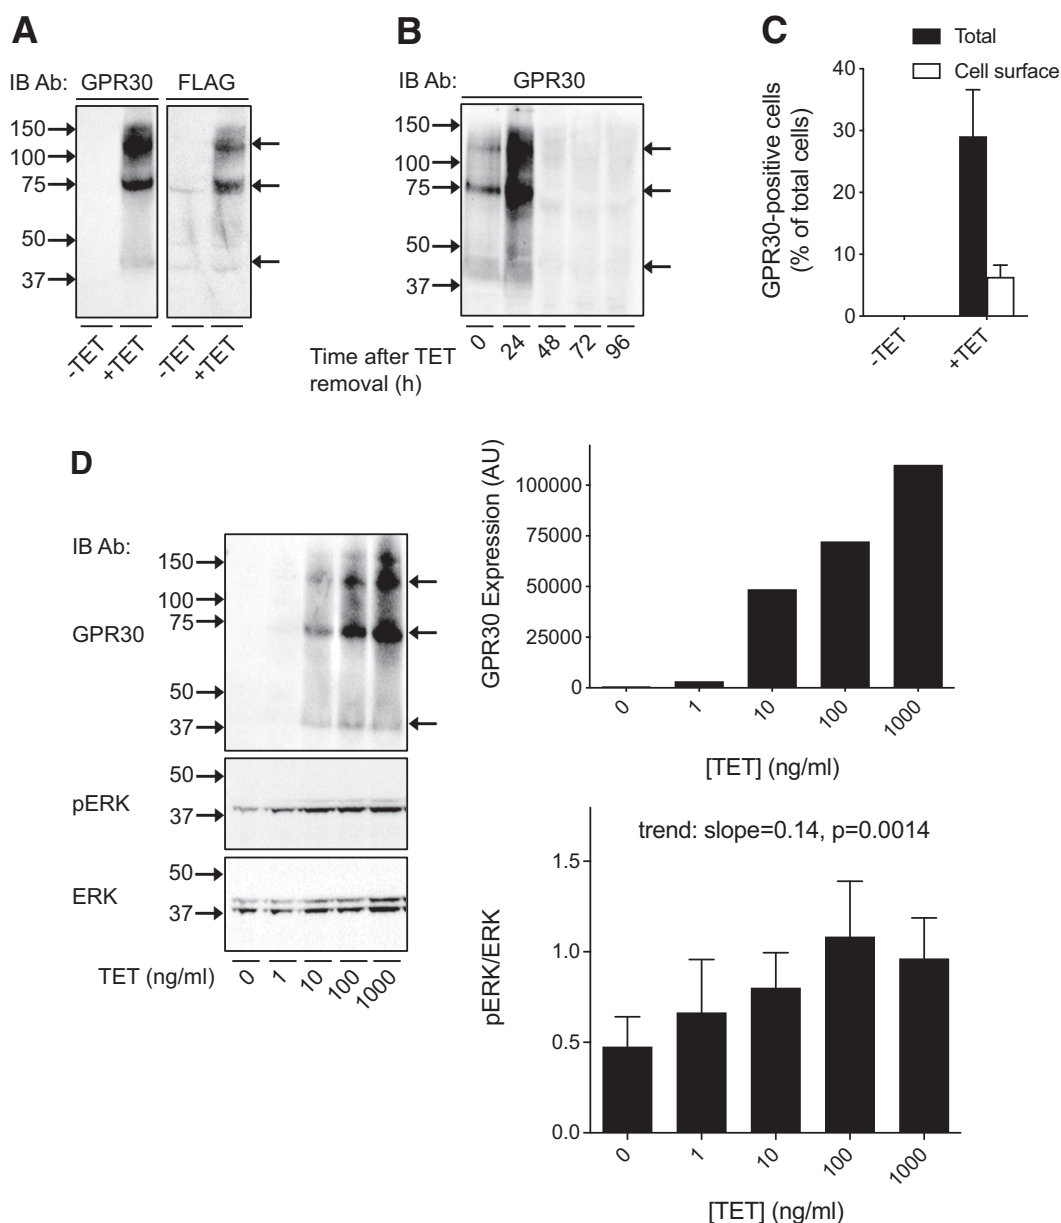 A
IB Ab: GPR30 FLAG
150
100
75
50
37
-TET +TET -TET +TET
B
IB Ab: GPR30
150
100
75
50
37
Time after TET removal (h)
0 24 48 72 96
C
Total
Cell surface
GPR30-positive cells
(% of total cells)
40
30
20
10
0
-TET +TET
D
IB Ab:
GPR30
150
100
75
50
37
pERK
50
37
ERK
50
37
TET (ng/ml) 0 1 10 100 1000
GPR30 Expression (AU)
100000
75000
50000
25000
0
0 1 10 100 1000
[TET] (ng/ml)
trend: slope=0.14, p=0.0014
pERK/ERK
1.5
1.0
0.5
0.0
0 1 10 100 1000
[TET] (ng/ml)